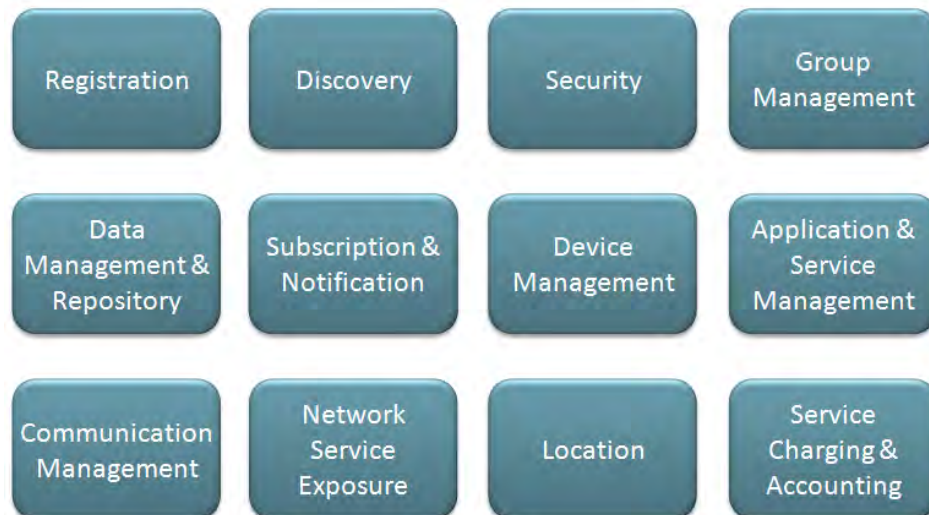 Registration
Discovery
Security
Group
Management
Data
Management &
Repository
Subscription &
Notification
Device
Management
Application &
Service
Management
Communication
Management
Network
Service
Exposure
Location
Service
Charging &
Accounting